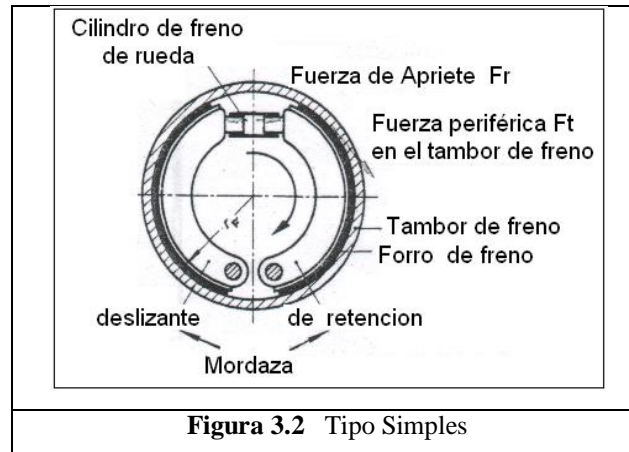 Cilindro de freno
de rueda
Fuerza de Apriete Fr
Fuerza periférica Ft
en el tambor de freno
Tambor de freno
Forro de freno
deslizante
de retencion
Mordaza
Figura 3.2 Tipo Simples